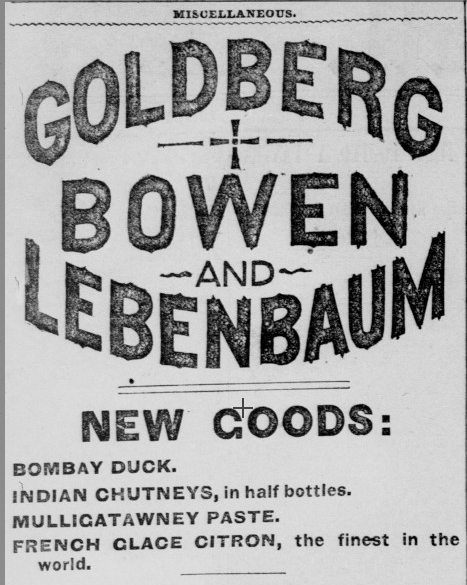 MISCELLANEOUS.
GOLDBERG
BOWEN
AND
LEBENBAUM
NEW GOODS:
BOMBAY DUCK.
INDIAN CHUTNEYS, in half bottles.
MULLIGATAWNEY PASTE.
FRENCH GLACE CITRON, the finest in the
world.